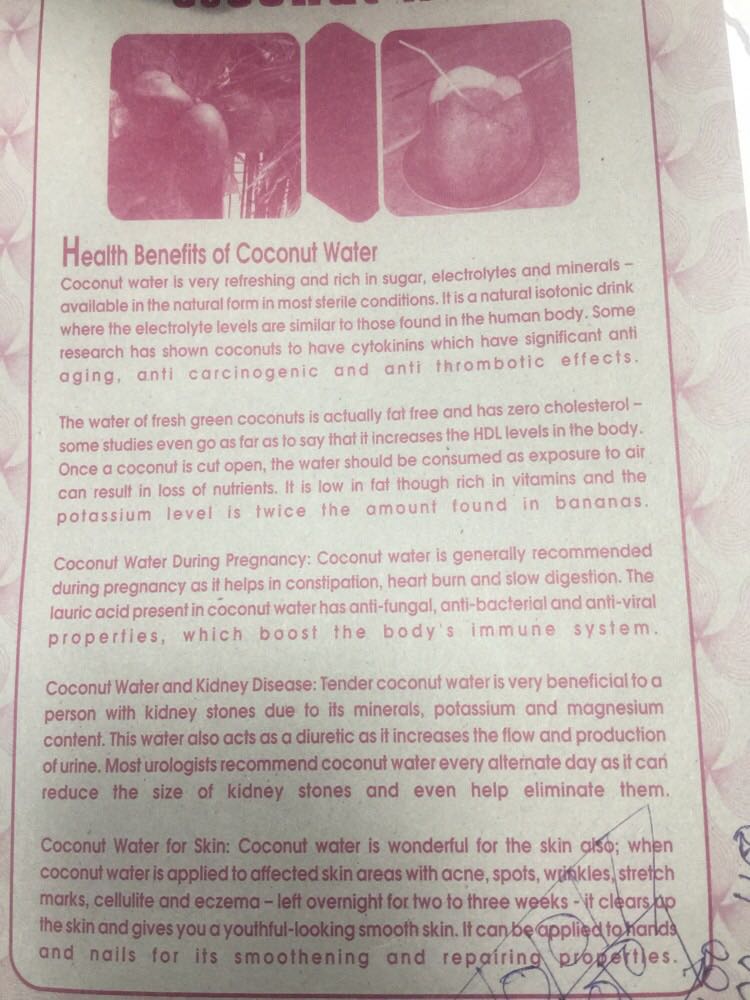 Health Benefits of Coconut Water
Coconut water is very refreshing and rich in sugar, electrolytes and minerals –
available in the natural form in most sterile conditions. It is a natural isotonic drink
where the electrolyte levels are similar to those found in the human body. Some
research has shown coconuts to have cytokinins which have significant anti
aging, anti carcinogenic and anti thrombotic effects.
The water of fresh green coconuts is actually fat free and has zero cholesterol –
some studies even go as far as to say that it increases the HDL levels in the body.
Once a coconut is cut open, the water should be consumed as exposure to air
can result in loss of nutrients. It is low in fat though rich in vitamins and the
potassium level is twice the amount found in bananas.
Coconut Water During Pregnancy: Coconut water is generally recommended
during pregnancy as it helps in constipation, heart burn and slow digestion. The
lauric acid present in coconut water has anti-fungal, anti-bacterial and anti-viral
properties, which boost the body's immune system.
Coconut Water and Kidney Disease: Tender coconut water is very beneficial to a
person with kidney stones due to its minerals, potassium and magnesium
content. This water also acts as a diuretic as it increases the flow and production
of urine. Most urologists recommend coconut water every alternate day as it can
reduce the size of kidney stones and even help eliminate them.
Coconut Water for Skin: Coconut water is wonderful for the skin also; when
coconut water is applied to affected skin areas with acne, spots, wrinkles, stretch
marks, cellulite and eczema – left overnight for two to three weeks - it clears up
the skin and gives you a youthful-looking smooth skin. It can be applied to hands
and nails for its smoothening and repairing properties.